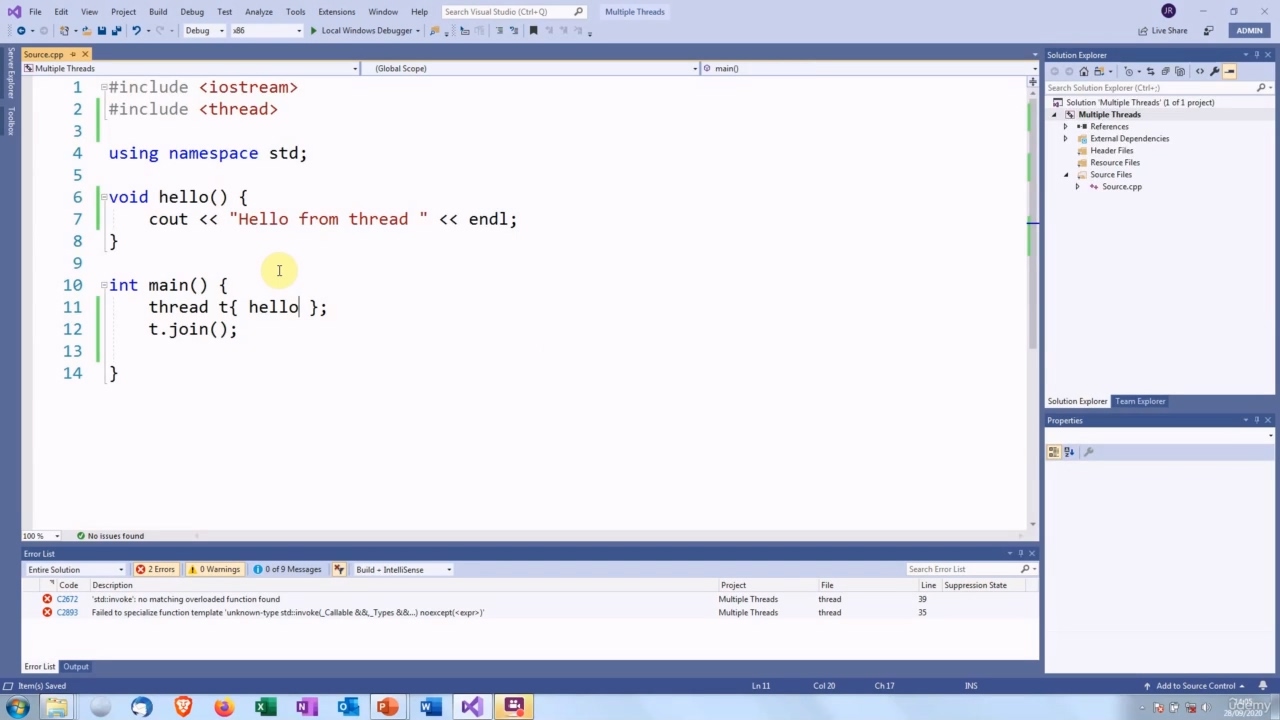 File Edit View Project Build Debug Test Analyze Tools Extensions Window Help Search Visual Studio (Ctrl+Q) Multiple Threads JR
Debug x86 Local Windows Debugger Live Share ADMIN
Server Explorer
Toolbox
Source.cpp
Multiple Threads (Global Scope) main()
1 #include <iostream>
2 #include <thread>
3
4 using namespace std;
5
6 void hello() {
7 cout << "Hello from thread " << endl;
8 }
9
10 int main() {
11 thread t{ hello };
12 t.join();
13
14 }
100 % No issues found
Solution Explorer
Search Solution Explorer (Ctrl+;)
Solution 'Multiple Threads' (1 of 1 project)
Multiple Threads
References
External Dependencies
Header Files
Resource Files
Source Files
Source.cpp
Solution Explorer Team Explorer
Properties
Error List
Entire Solution 2 Errors 0 Warnings 0 of 9 Messages Build + IntelliSense Search Error List
Code Description Project File Line Suppression State
C2672 'std::invoke': no matching overloaded function found Multiple Threads thread 39
C2893 Failed to specialize function template 'unknown-type std::invoke(_Callable &&,_Types &&...) noexcept(<expr>)' Multiple Threads thread 35
Error List Output
Item(s) Saved Ln 11 Col 20 Ch 17 INS Add to Source Control
28/09/2020
Udemy